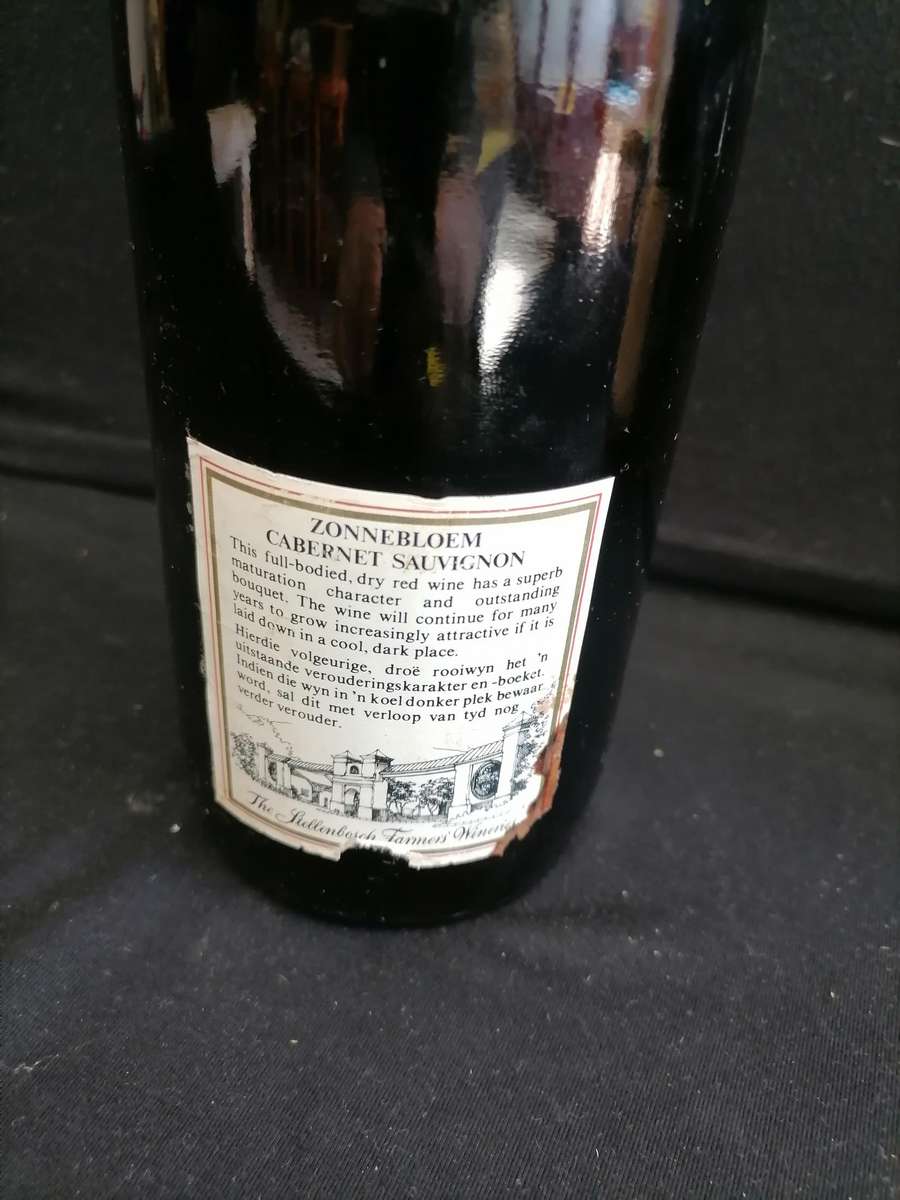 ZONNEBLOEM
CABERNET SAUVIGNON
This full-bodied, dry red wine has a superb
maturation character and outstanding
bouquet. The wine will continue for many
years to grow increasingly attractive if it is
laid down in a cool, dark place.
Hierdie volgeurige, droë rooiwyn het 'n
uitstaande verouderingskarakter en -boeket.
Indien die wyn in 'n koel donker plek bewaar
word, sal dit met verloop van tyd nog
verder verouder.
The Stellenbosch Farmers' Winery